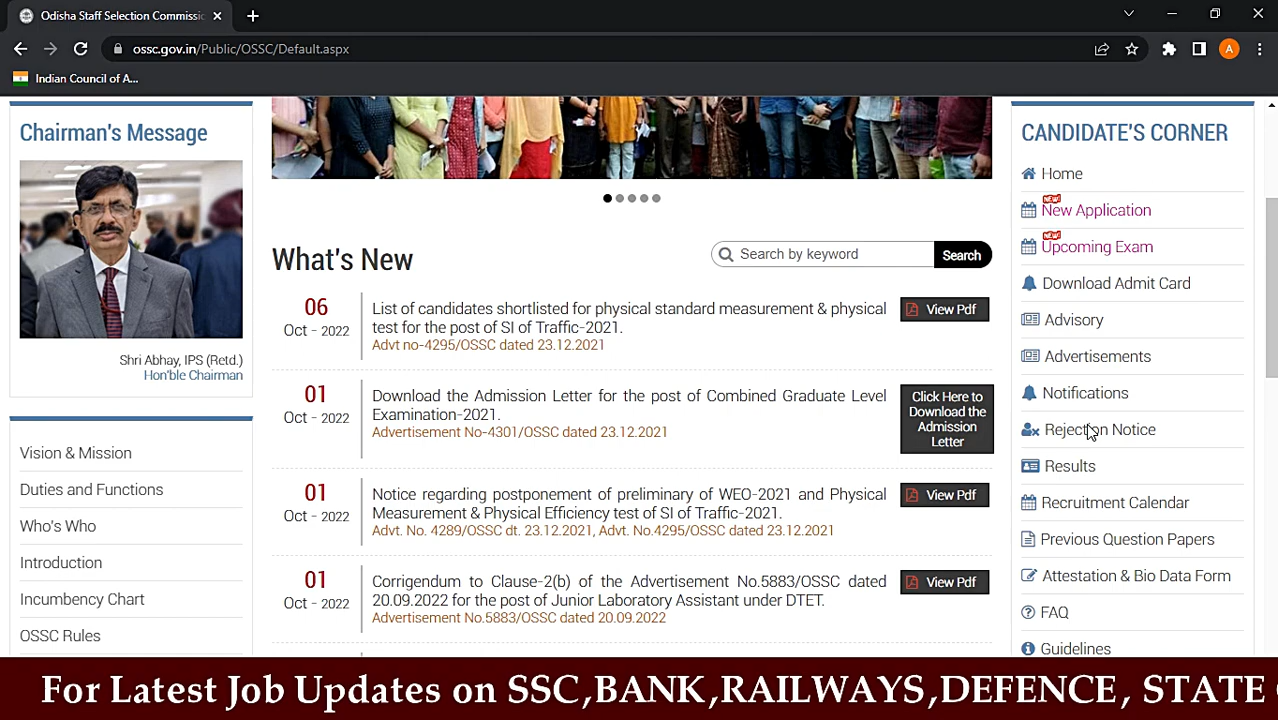 Odisha Staff Selection Commissio
ossc.gov.in/Public/OSSC/Default.aspx
A
Indian Council of A...
Chairman's Message
Shri Abhay, IPS (Retd.)
Hon'ble Chairman
Vision & Mission
Duties and Functions
Who's Who
Introduction
Incumbency Chart
OSSC Rules
What's New
Search by keyword
Search
06
Oct - 2022
List of candidates shortlisted for physical standard measurement & physical
test for the post of SI of Traffic-2021.
Advt no-4295/OSSC dated 23.12.2021
View Pdf
01
Oct - 2022
Download the Admission Letter for the post of Combined Graduate Level
Examination-2021.
Advertisement No-4301/OSSC dated 23.12.2021
Click Here to
Download the
Admission
Letter
01
Oct - 2022
Notice regarding postponement of preliminary of WEO-2021 and Physical
Measurement & Physical Efficiency test of SI of Traffic-2021.
Advt. No. 4289/OSSC dt. 23.12.2021, Advt. No.4295/OSSC dated 23.12.2021
View Pdf
01
Oct - 2022
Corrigendum to Clause-2(b) of the Advertisement No.5883/OSSC dated
20.09.2022 for the post of Junior Laboratory Assistant under DTET.
Advertisement No.5883/OSSC dated 20.09.2022
View Pdf
CANDIDATE'S CORNER
Home
NEW!
New Application
NEW!
Upcoming Exam
Download Admit Card
Advisory
Advertisements
Notifications
Rejection Notice
Results
Recruitment Calendar
Previous Question Papers
Attestation & Bio Data Form
FAQ
Guidelines
For Latest Job Updates on SSC,BANK,RAILWAYS,DEFENCE, STATE